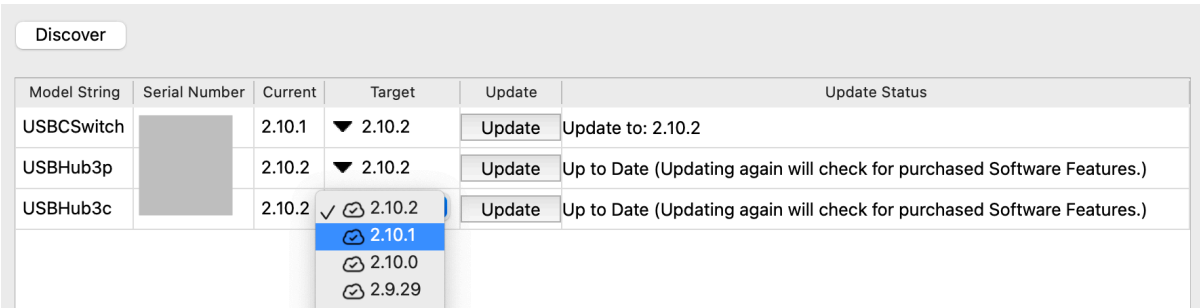 Discover
Model String Serial Number Current Target Update Update Status
USBCSwitch 2.10.1 2.10.2 Update Update to: 2.10.2
USBHub3p 2.10.2 2.10.2 Update Up to Date (Updating again will check for purchased Software Features.)
USBHub3c 2.10.2 2.10.2 Update Up to Date (Updating again will check for purchased Software Features.)
2.10.1
2.10.0
2.9.29